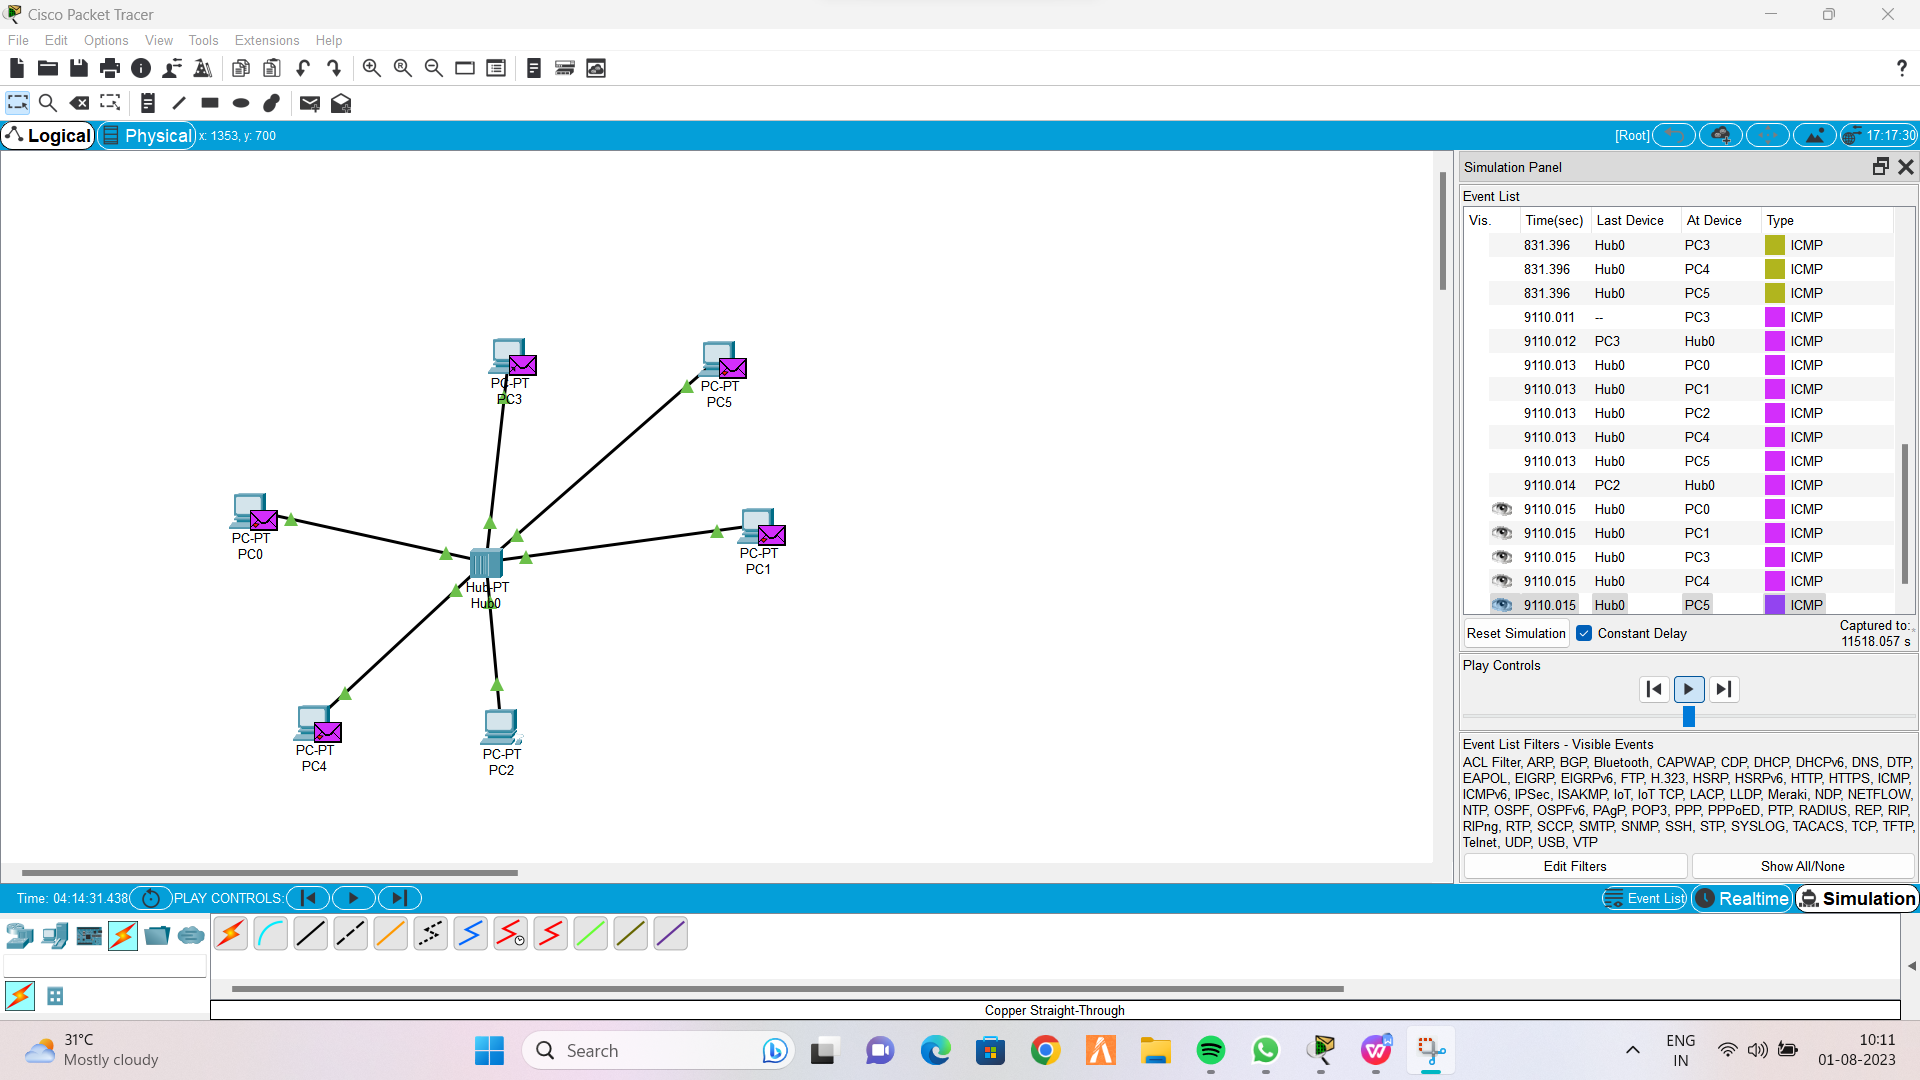 Cisco Packet Tracer
File Edit Options View Tools Extensions Help
Logical Physical x: 1353, y: 700 [Root] 17:17:30
PC-PT
PC3
PC-PT
PC5
PC-PT
PC0
PC-PT
PC1
Hub-PT
Hub0
PC-PT
PC4
PC-PT
PC2
Simulation Panel
Event List
Vis. Time(sec) Last Device At Device Type
831.396 Hub0 PC3 ICMP
831.396 Hub0 PC4 ICMP
831.396 Hub0 PC5 ICMP
9110.011 -- PC3 ICMP
9110.012 PC3 Hub0 ICMP
9110.013 Hub0 PC0 ICMP
9110.013 Hub0 PC1 ICMP
9110.013 Hub0 PC2 ICMP
9110.013 Hub0 PC4 ICMP
9110.013 Hub0 PC5 ICMP
9110.014 PC2 Hub0 ICMP
9110.015 Hub0 PC0 ICMP
9110.015 Hub0 PC1 ICMP
9110.015 Hub0 PC3 ICMP
9110.015 Hub0 PC4 ICMP
9110.015 Hub0 PC5 ICMP
Reset Simulation Constant Delay
Captured to:
11518.057 s
Play Controls
Event List Filters - Visible Events
ACL Filter, ARP, BGP, Bluetooth, CAPWAP, CDP, DHCP, DHCPv6, DNS, DTP,
EAPOL, EIGRP, EIGRPv6, FTP, H.323, HSRP, HSRPv6, HTTP, HTTPS, ICMP,
ICMPv6, IPSec, ISAKMP, IoT, IoT TCP, LACP, LLDP, Meraki, NDP, NETFLOW,
NTP, OSPF, OSPFv6, PAgP, POP3, PPP, PPPoED, PTP, RADIUS, REP, RIP,
RIPng, RTP, SCCP, SMTP, SNMP, SSH, STP, SYSLOG, TACACS, TCP, TFTP,
Telnet, UDP, USB, VTP
Edit Filters Show All/None
Time: 04:14:31.438 PLAY CONTROLS: Event List Realtime Simulation
Copper Straight-Through
31°C
Mostly cloudy
Search
ENG
IN
10:11
01-08-2023